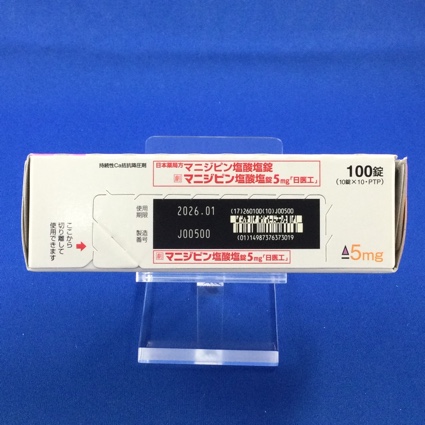 持続性Ca拮抗降圧剤
日本薬局方 マニジピン塩酸塩錠
劇 マニジピン塩酸塩錠5mg「日医工」
100錠
(10錠×10・PTP)
使用
期限
2026.01
(17)260100(10)J00500
製造
番号
J00500
(01)14987376373019
ここから
切り離して
使用できます
劇 マニジピン塩酸塩錠5mg「日医工」
5mg